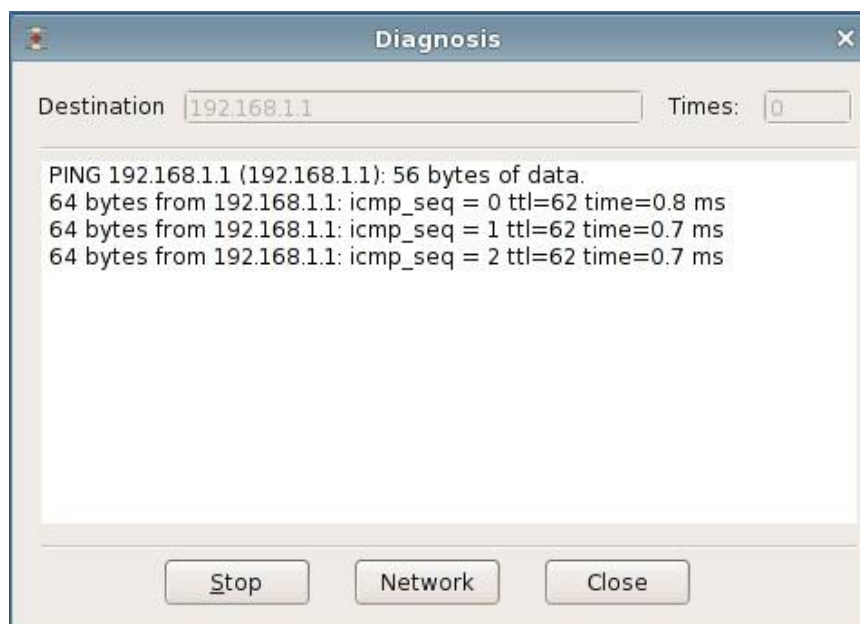 Diagnosis
Destination 192.168.1.1 Times: 0
PING 192.168.1.1 (192.168.1.1): 56 bytes of data.
64 bytes from 192.168.1.1: icmp_seq = 0 ttl=62 time=0.8 ms
64 bytes from 192.168.1.1: icmp_seq = 1 ttl=62 time=0.7 ms
64 bytes from 192.168.1.1: icmp_seq = 2 ttl=62 time=0.7 ms
Stop Network Close